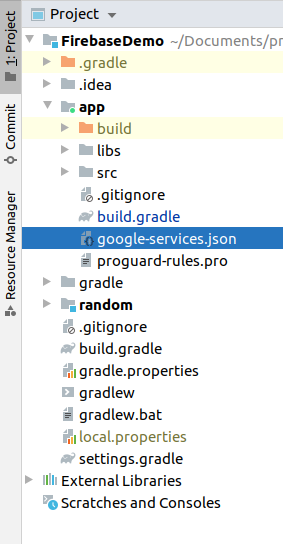 Project
FirebaseDemo ~/Documents/pr
.gradle
.idea
app
build
libs
src
.gitignore
build.gradle
google-services.json
proguard-rules.pro
gradle
random
.gitignore
build.gradle
gradle.properties
gradlew
gradlew.bat
local.properties
settings.gradle
External Libraries
Scratches and Consoles
1: Project
Commit
Resource Manager